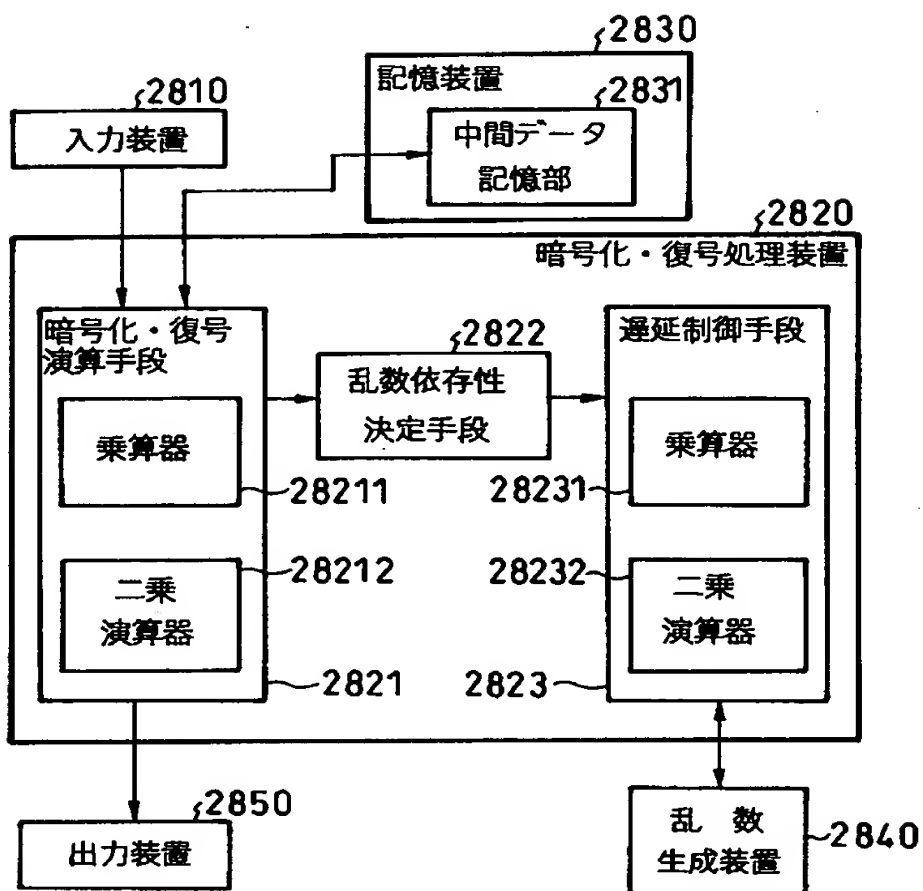 2830
記憶装置
2831
中間データ
記憶部
2810
入力装置
2820
暗号化・復号処理装置
暗号化・復号
演算手段
乗算器
28211
28212
二乗
演算器
2821
2822
乱数依存性
決定手段
遅延制御手段
乗算器
28231
28232
二乗
演算器
2823
2850
出力装置
乱 数
生成装置
2840